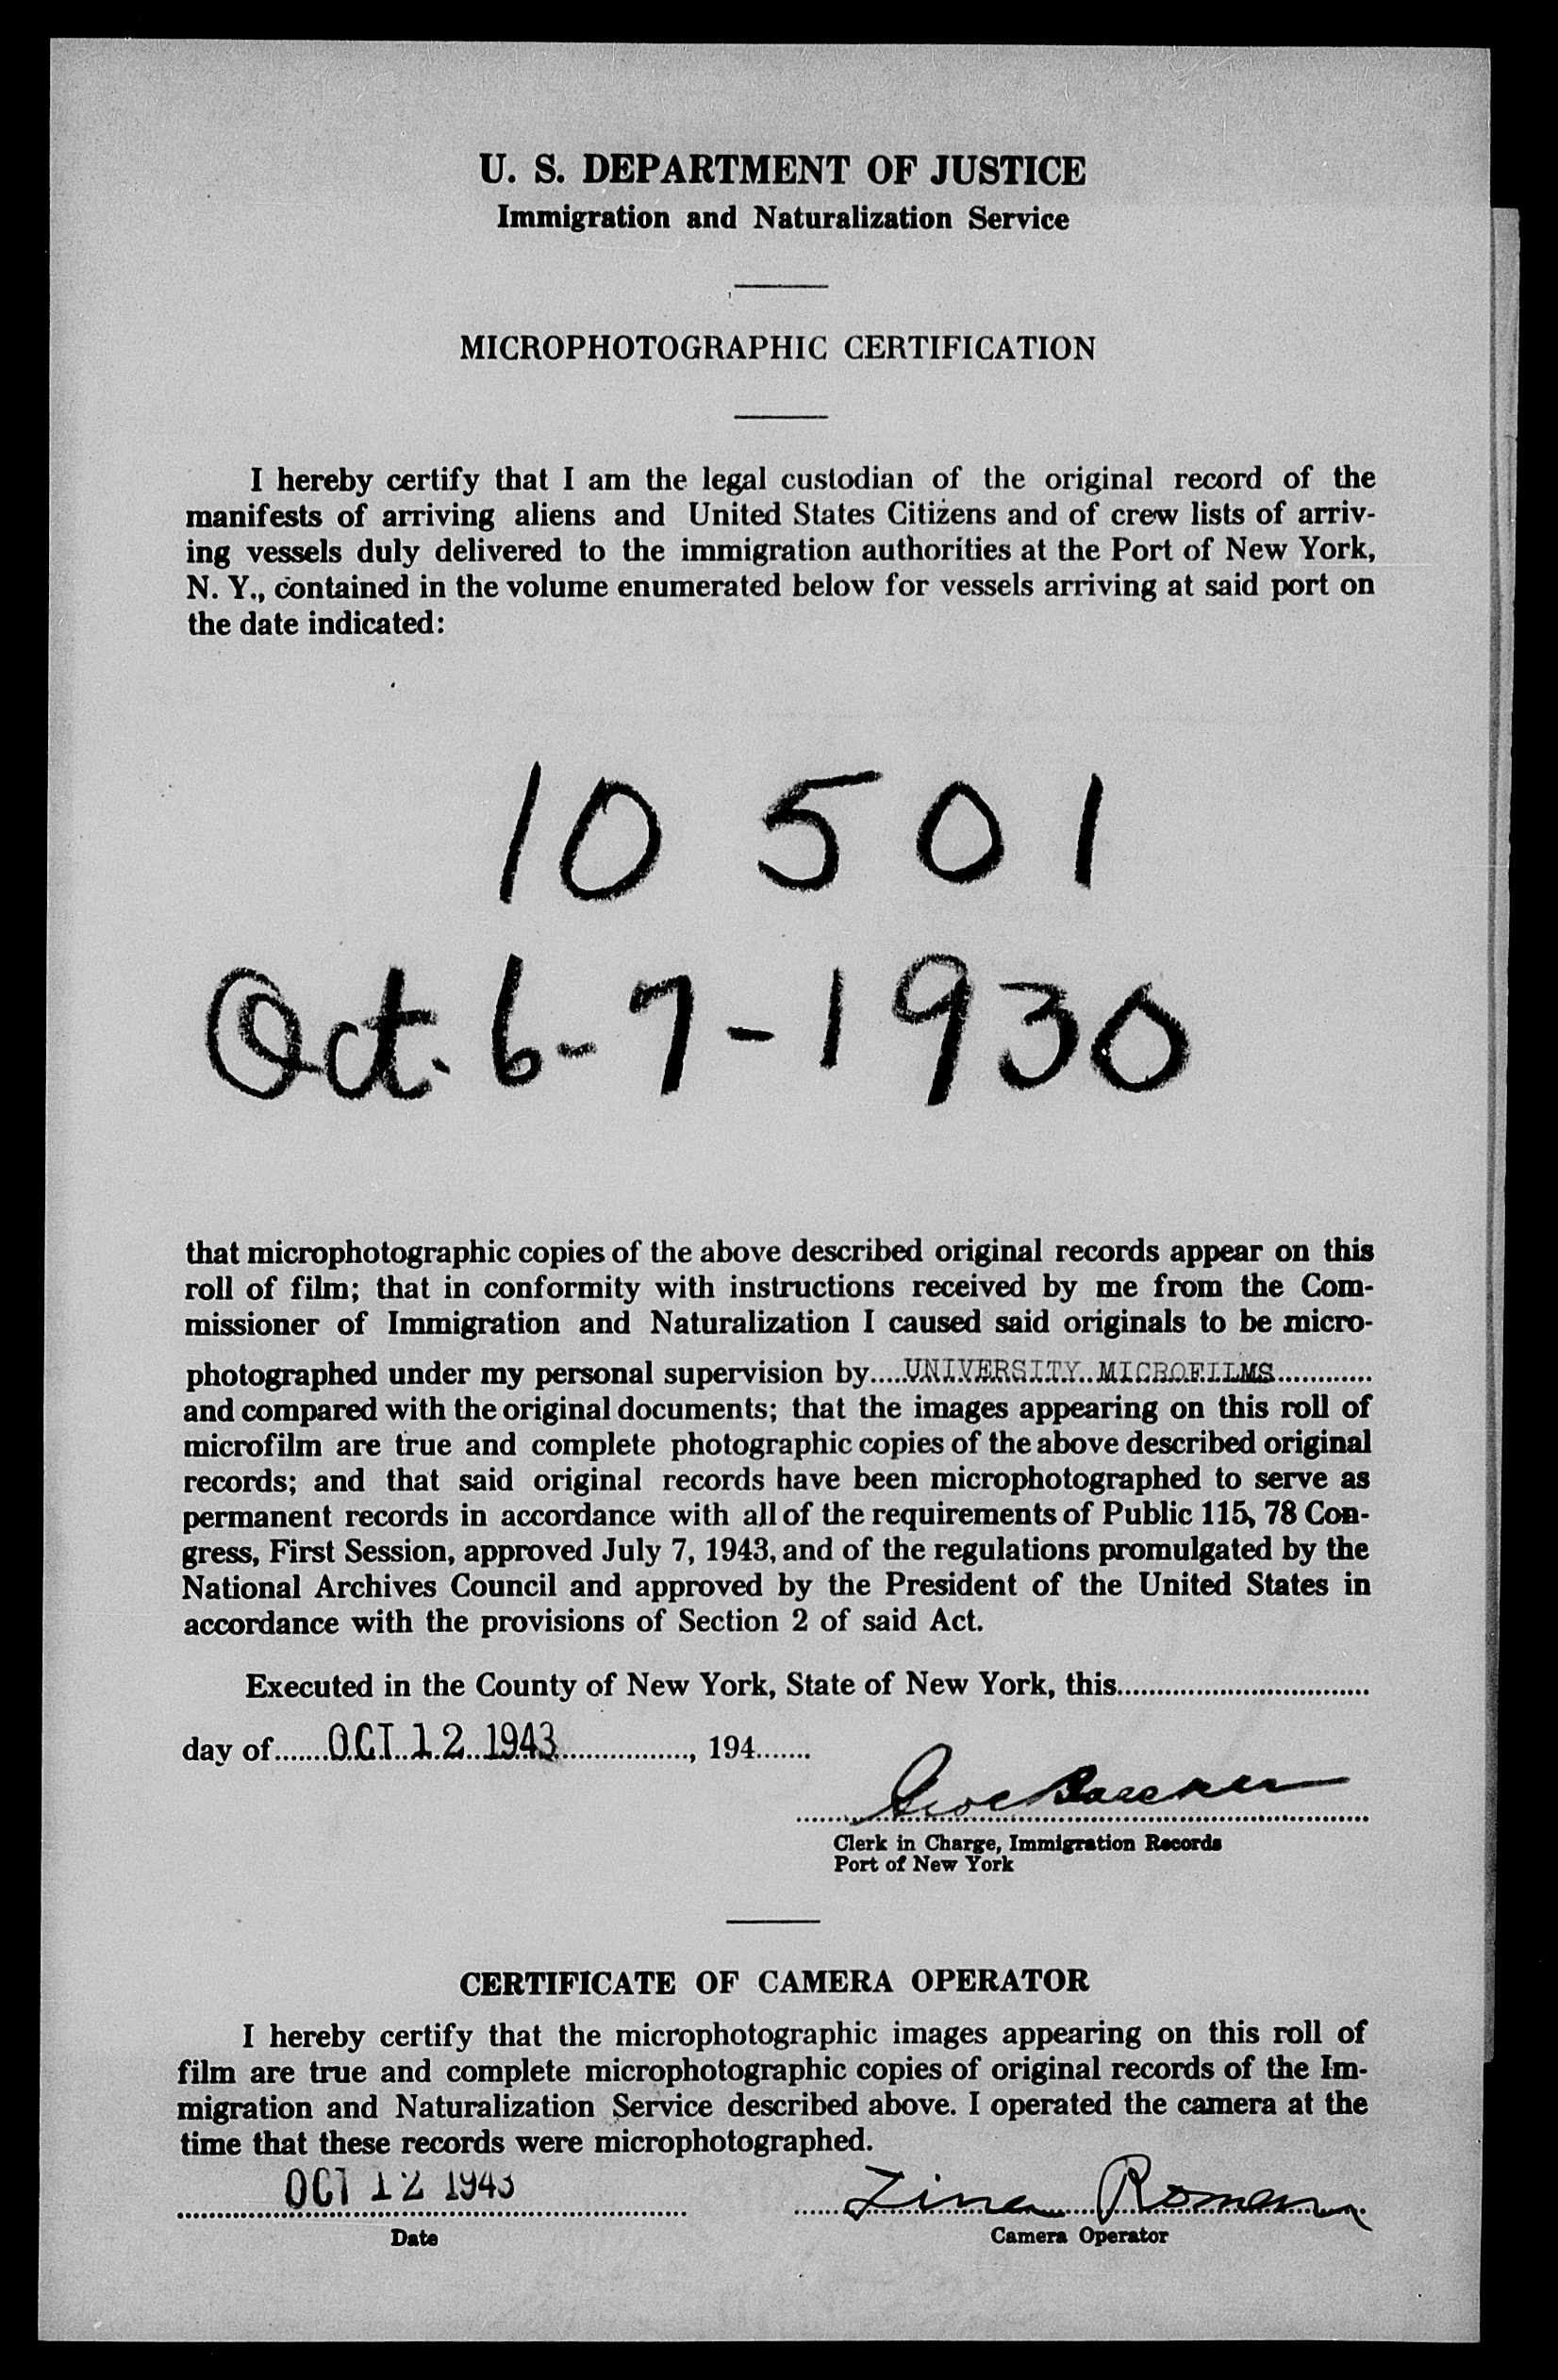 U. S. DEPARTMENT OF JUSTICE
Immigration and Naturalization Service
MICROPHOTOGRAPHIC CERTIFICATION
I hereby certify that I am the legal custodian of the original record of the
manifests of arriving aliens and United States Citizens and of crew lists of arriv-
ing vessels duly delivered to the immigration authorities at the Port of New York,
N. Y., contained in the volume enumerated below for vessels arriving at said port on
the date indicated:
10 501
Oct. 6-7-1930
that microphotographic copies of the above described original records appear on this
roll of film; that in conformity with instructions received by me from the Com-
missioner of Immigration and Naturalization I caused said originals to be micro-
photographed under my personal supervision by.....UNIVERSITY MICROFILMS............
and compared with the original documents; that the images appearing on this roll of
microfilm are true and complete photographic copies of the above described original
records; and that said original records have been microphotographed to serve as
permanent records in accordance with all of the requirements of Public 115, 78 Con-
gress, First Session, approved July 7, 1943, and of the regulations promulgated by the
National Archives Council and approved by the President of the United States in
accordance with the provisions of Section 2 of said Act.
Executed in the County of New York, State of New York, this................................
day of.......OCT 12 1943................., 194.......
Clerk in Charge, Immigration Records
Port of New York
CERTIFICATE OF CAMERA OPERATOR
I hereby certify that the microphotographic images appearing on this roll of
film are true and complete microphotographic copies of original records of the Im-
migration and Naturalization Service described above. I operated the camera at the
time that these records were microphotographed.
OCT 12 1943
Roman
Date
Camera Operator